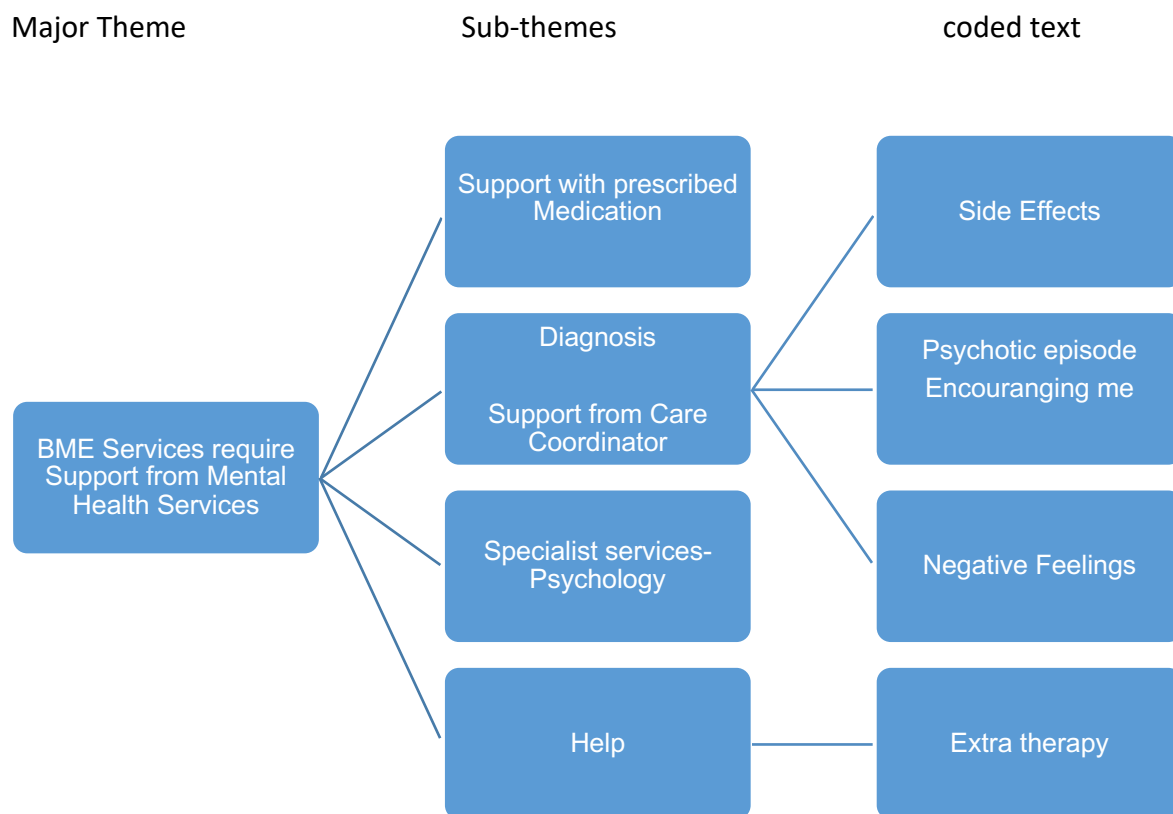 Major Theme
Sub-themes
coded text
BME Services require
Support from Mental
Health Services
Support with prescribed
Medication
Diagnosis
Support from Care
Coordinator
Specialist services-
Psychology
Help
Side Effects
Psychotic episode
Encouranging me
Negative Feelings
Extra therapy